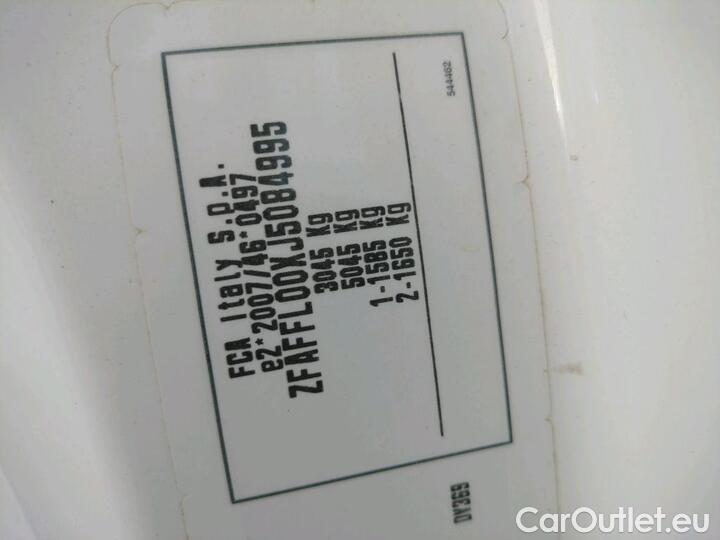 FCA Italy S.p.A.
e2*2007/46*0497
ZFAFFL00XJ5084995
3045 Kg
5045 Kg
1-1585 Kg
2-1650 Kg
544462
DY369
CarOutlet.eu